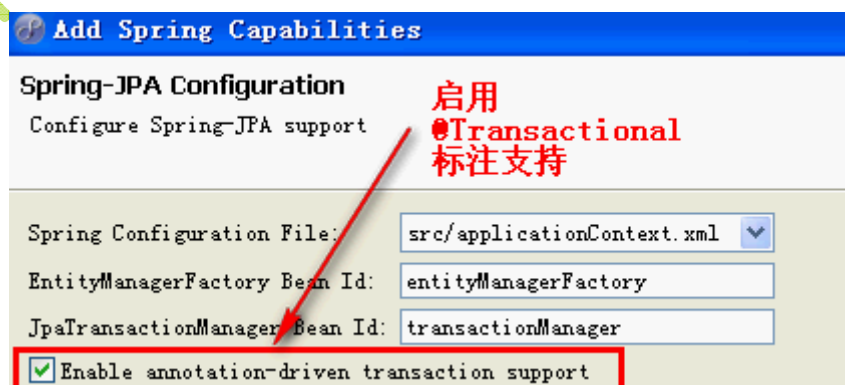 Add Spring Capabilities
Spring-JPA Configuration
Configure Spring-JPA support
启用
@Transactional
标注支持
Spring Configuration File: src/applicationContext.xml
EntityManagerFactory Bean Id: entityManagerFactory
JpaTransactionManager Bean Id: transactionManager
Enable annotation-driven transaction support